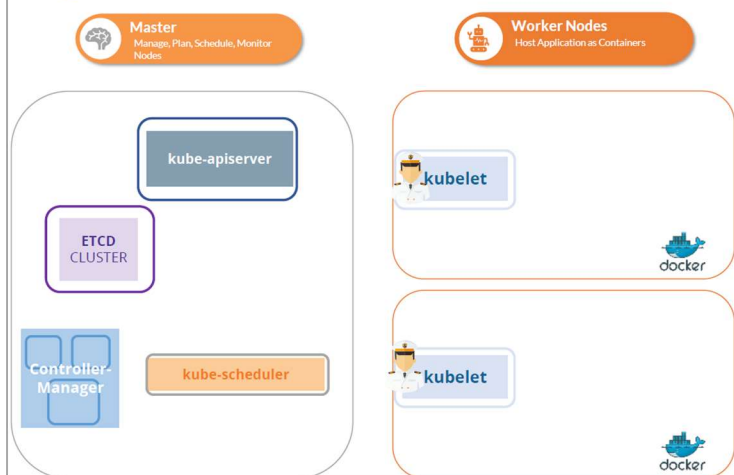 Master
Manage, Plan, Schedule, Monitor
Nodes
Worker Nodes
Host Application as Containers
kube-apiserver
ETCD
CLUSTER
Controller-
Manager
kube-scheduler
kubelet
docker
kubelet
docker